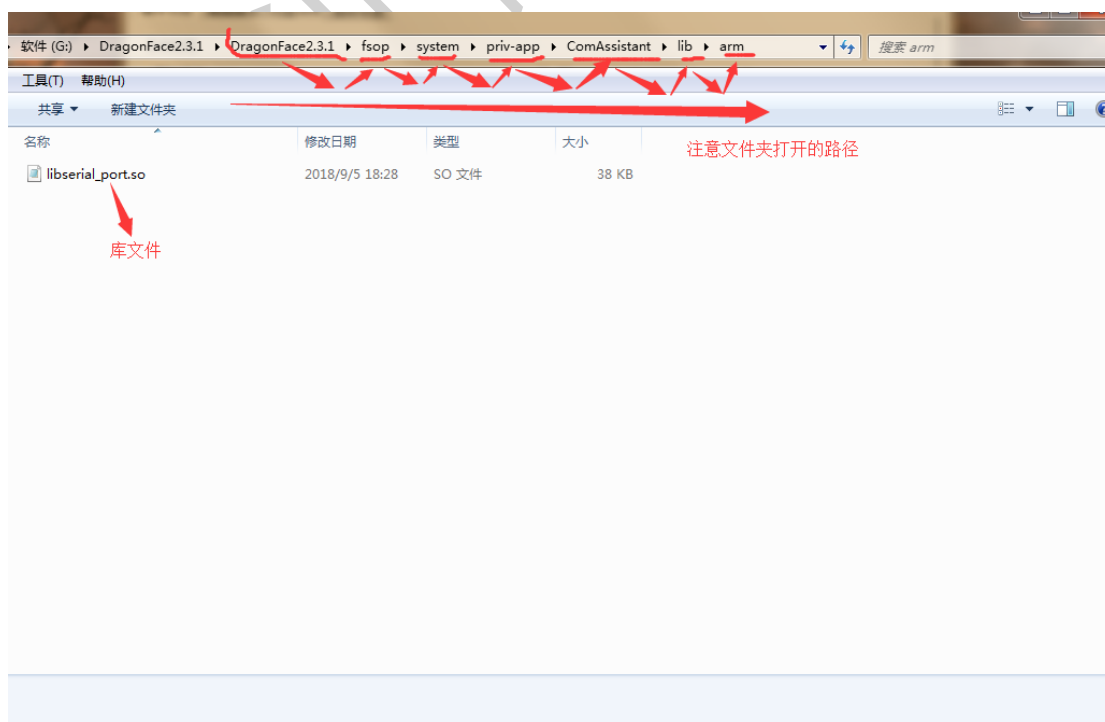 软件 (G:) ▸ DragonFace2.3.1 ▸ DragonFace2.3.1 ▸ fsop ▸ system ▸ priv-app ▸ ComAssistant ▸ lib ▸ arm 搜索 arm
工具(T) 帮助(H)
共享 新建文件夹
名称 修改日期 类型 大小
注意文件夹打开的路径
libserial_port.so 2018/9/5 18:28 SO 文件 38 KB
库文件